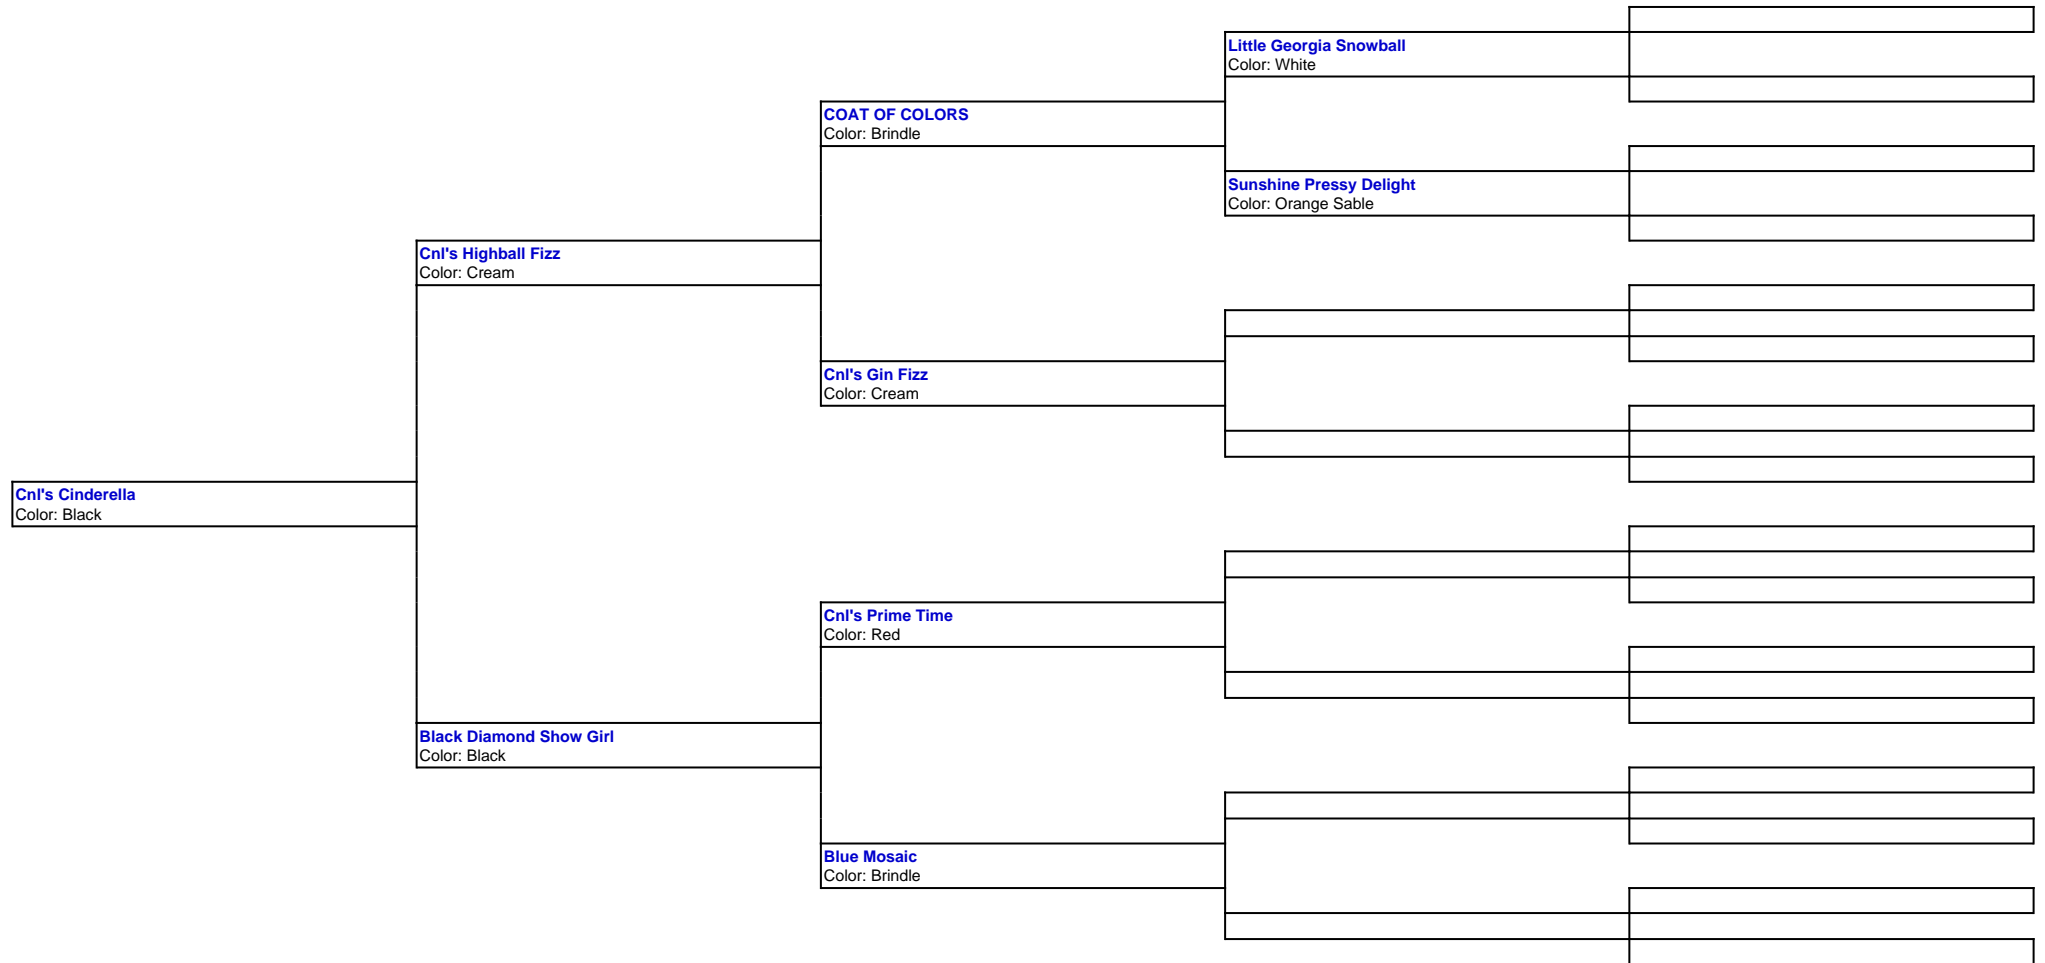 Little Georgia Snowball
Color: White
COAT OF COLORS
Color: Brindle
Sunshine Pressy Delight
Color: Orange Sable
Cnl's Highball Fizz
Color: Cream
Cnl's Gin Fizz
Color: Cream
Cnl's Cinderella
Color: Black
Cnl's Prime Time
Color: Red
Black Diamond Show Girl
Color: Black
Blue Mosaic
Color: Brindle